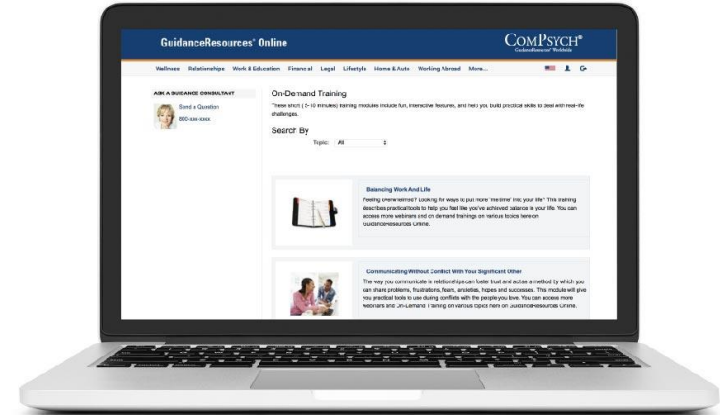 GuidanceResources® Online
COMPSYCH®
GuidanceResources® Worldwide
Wellness Relationships Work & Education Financial Legal Lifestyle Home & Auto Working Abroad More...
ASK A GUIDANCE CONSULTANT
Send a Question
On-Demand Training
These short (5-10 minutes) training modules include fun, interactive features, and help you build practical skills to deal with real-life
challenges.
Search By
Topic: All
Balancing Work And Life
Feeling overwhelmed? Looking for ways to put more "me time" into your life? This training
describes practical tools to help you feel like you've achieved balance in your life. You can
access more webinars and on demand trainings on various topics here on
GuidanceResources Online.
Communicating Without Conflict With Your Significant Other
The way you communicate in relationships can foster trust and act as a method by which you
can share problems, frustrations, fears, anxieties, hopes and successes. This module will give
you practical tools to use during conflicts with the people you love. You can access more
webinars and On-Demand Training on various topics here on GuidanceResources Online.